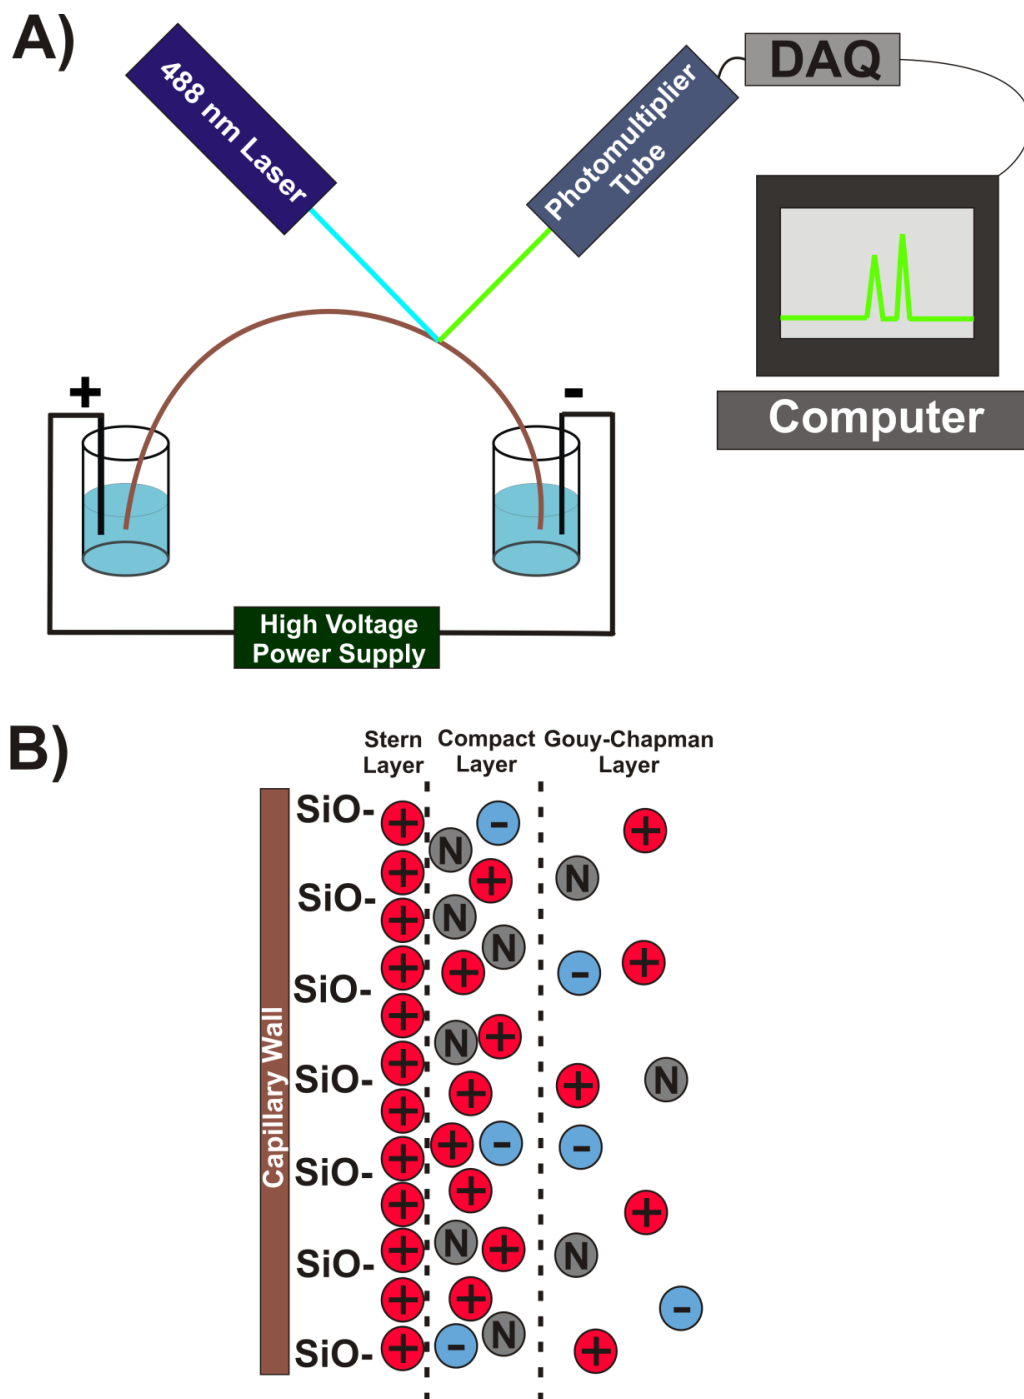 A)
488 nm Laser
Photomultiplier
Tube
DAQ
Computer
+
-
High Voltage
Power Supply
B)
Stern
Layer
Compact
Layer
Gouy-Chapman
Layer
Capillary Wall
SiO-
SiO-
SiO-
SiO-
SiO-
SiO-
SiO-
+
+
+
+
+
+
+
+
+
+
+
+
-
N
+
N
N
+
N
+
+
+
-
+
N
+
+
N
-
+
N
+
-
+
N
-
+
N
-
+